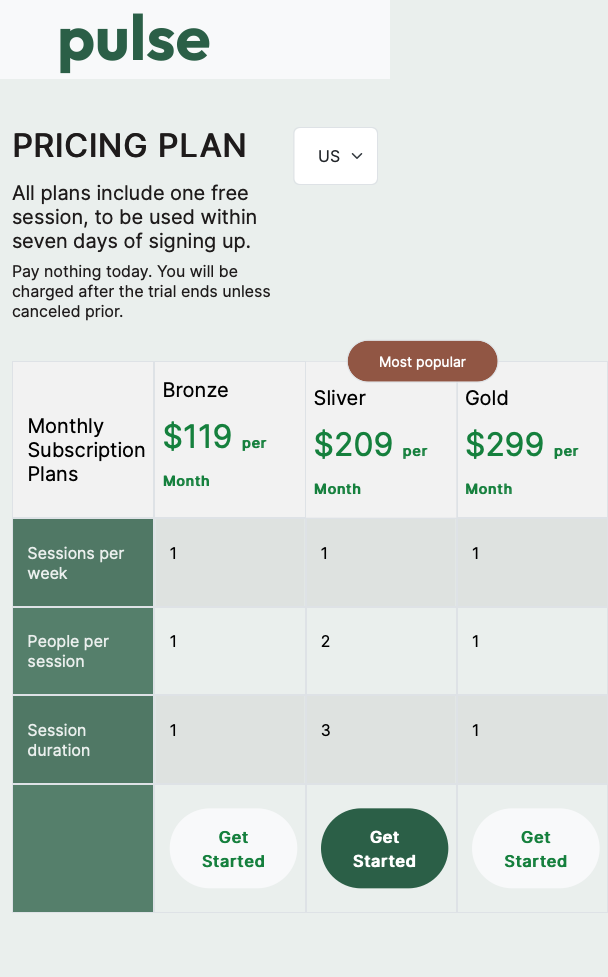 pulse
PRICING PLAN
US
All plans include one free
session, to be used within
seven days of signing up.
Pay nothing today. You will be
charged after the trial ends unless
canceled prior.
Most popular
Monthly
Subscription
Plans
Bronze
$119 per
Month
Sliver
$209 per
Month
Gold
$299 per
Month
Sessions per
week
1
1
1
People per
session
1
2
1
Session
duration
1
3
1
Get
Started
Get
Started
Get
Started